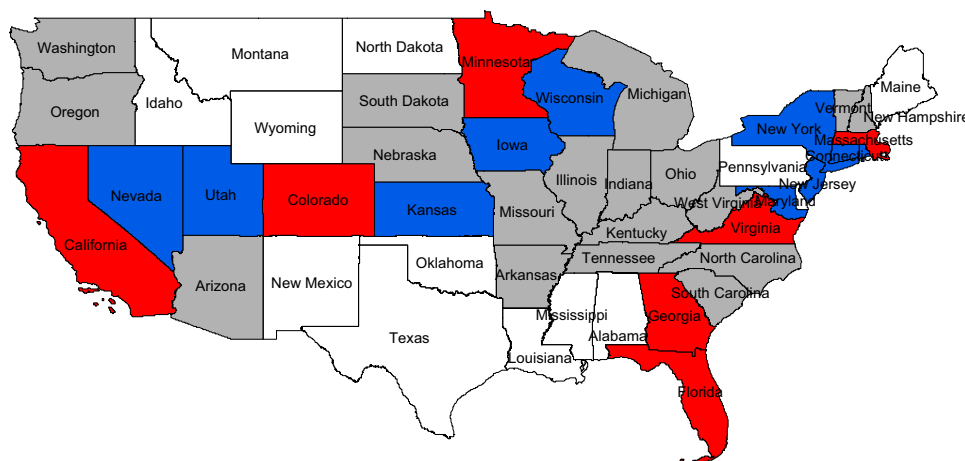 Washington
Montana
North Dakota
Minnesota
Maine
Oregon
Idaho
South Dakota
Wisconsin
Michigan
Vermont
New Hampshire
Wyoming
New York
Massachusetts
Iowa
Connecticut
Nebraska
Pennsylvania
Nevada
Utah
Colorado
Kansas
Illinois
Indiana
Ohio
New Jersey
West Virginia
Maryland
Missouri
California
Kentucky
Virginia
Arizona
New Mexico
Oklahoma
Arkansas
Tennessee
North Carolina
South Carolina
Texas
Mississippi
Georgia
Alabama
Louisiana
Florida